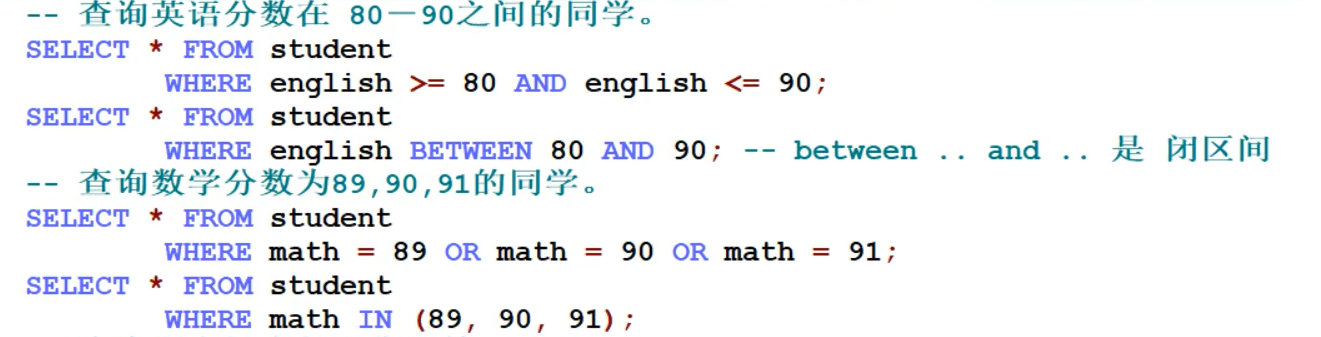 -- 查询英语分数在 80－90之间的同学。
SELECT * FROM student
WHERE english >= 80 AND english <= 90;
SELECT * FROM student
WHERE english BETWEEN 80 AND 90; -- between .. and .. 是 闭区间
-- 查询数学分数为89,90,91的同学。
SELECT * FROM student
WHERE math = 89 OR math = 90 OR math = 91;
SELECT * FROM student
WHERE math IN (89, 90, 91);